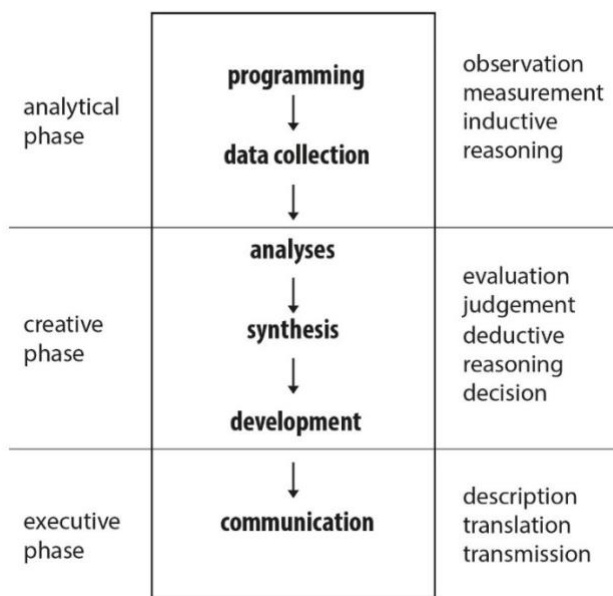 analytical
phase
programming
data collection
observation
measurement
inductive
reasoning
creative
phase
analyses
synthesis
development
evaluation
judgement
deductive
reasoning
decision
executive
phase
communication
description
translation
transmission